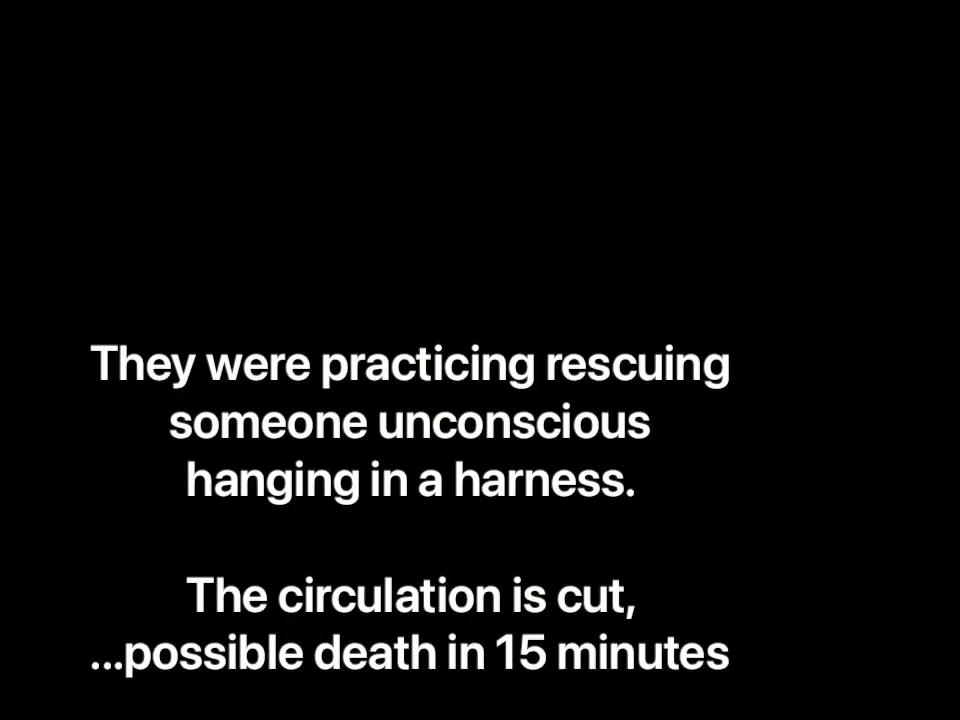 They were practicing rescuing
someone unconscious
hanging in a harness.
The circulation is cut,
...possible death in 15 minutes